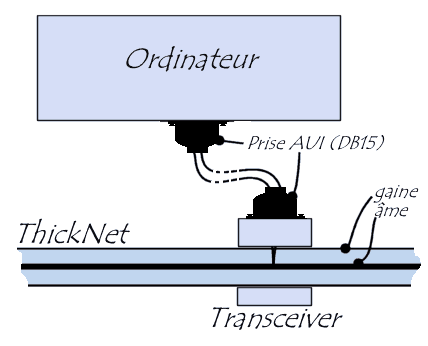 Ordinateur
Prise AUI (DB15)
gaine
âme
ThickNet
Transceiver